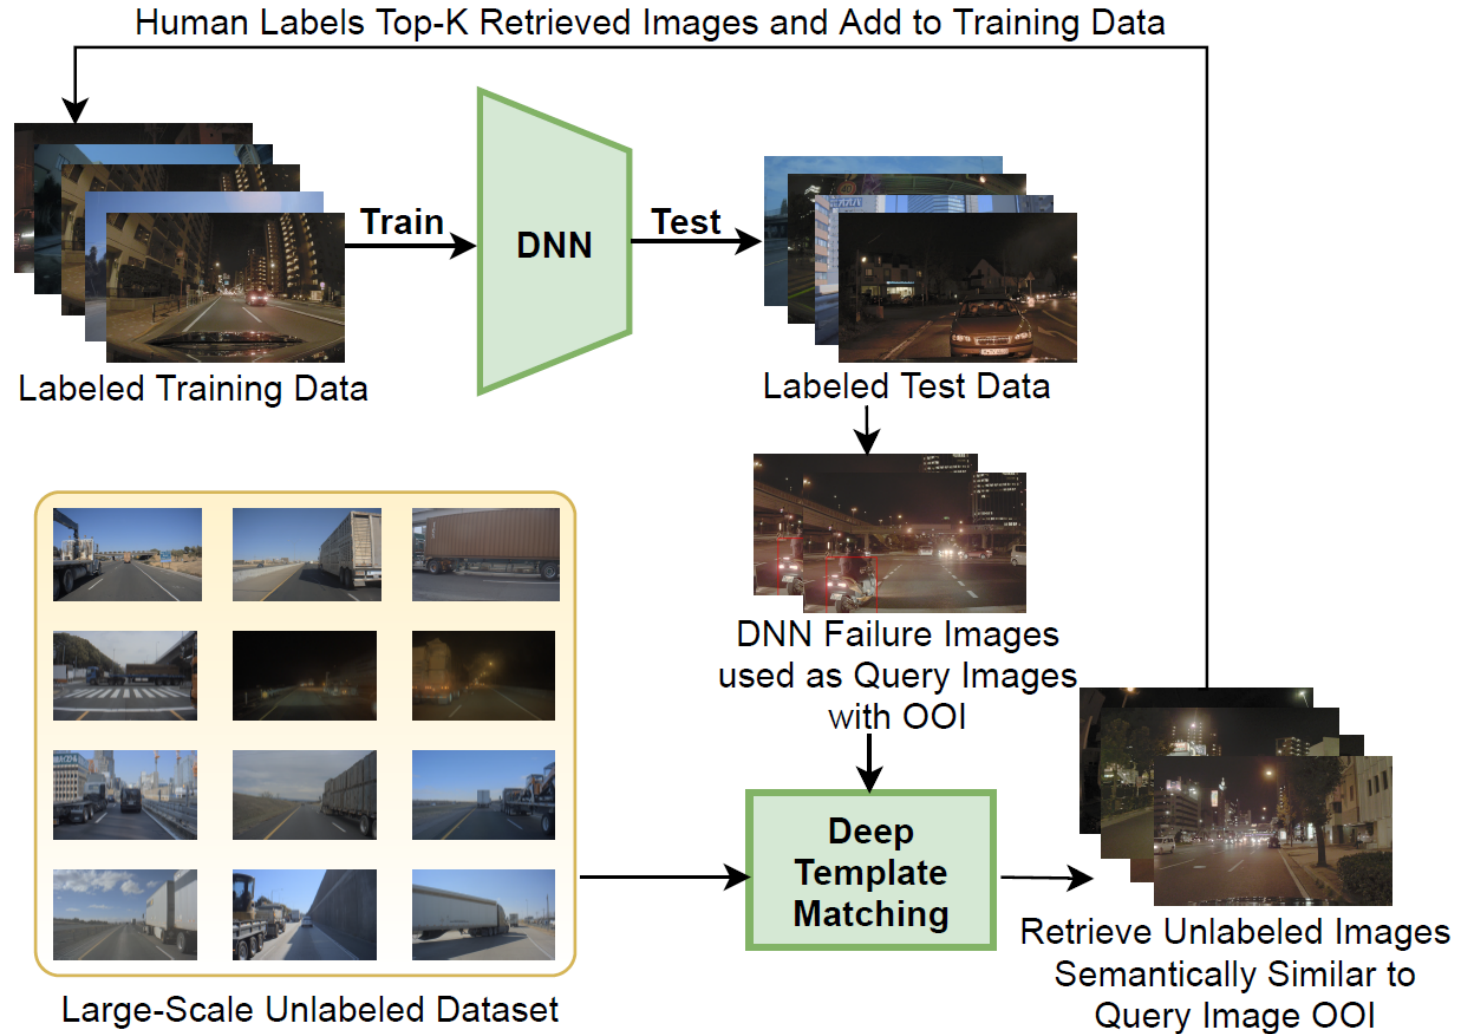 Human Labels Top-K Retrieved Images and Add to Training Data
Train
DNN
Test
Labeled Training Data
Labeled Test Data
DNN Failure Images
used as Query Images
with OOI
Deep
Template
Matching
Large-Scale Unlabeled Dataset
Retrieve Unlabeled Images
Semantically Similar to
Query Image OOI